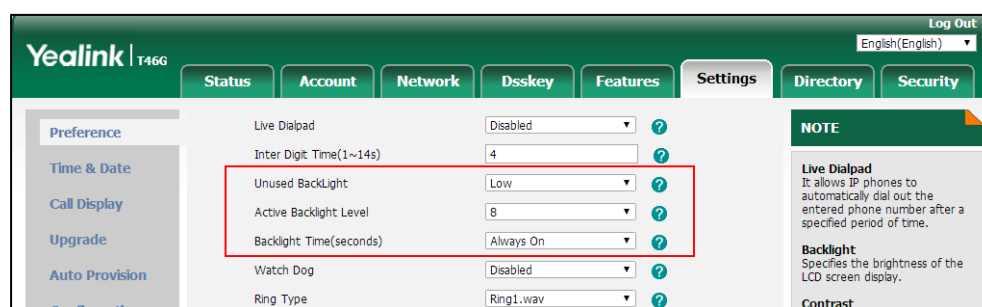 Log Out
Yealink | T46G
English(English)
Status Account Network Dsskey Features Settings Directory Security
Preference
Time & Date
Call Display
Upgrade
Auto Provision
Live Dialpad Disabled
Inter Digit Time(1~14s) 4
Unused BackLight Low
Active Backlight Level 8
Backlight Time(seconds) Always On
Watch Dog Disabled
Ring Type Ring1.wav
NOTE
Live Dialpad
It allows IP phones to
automatically dial out the
entered phone number after a
specified period of time.
Backlight
Specifies the brightness of the
LCD screen display.
Contrast